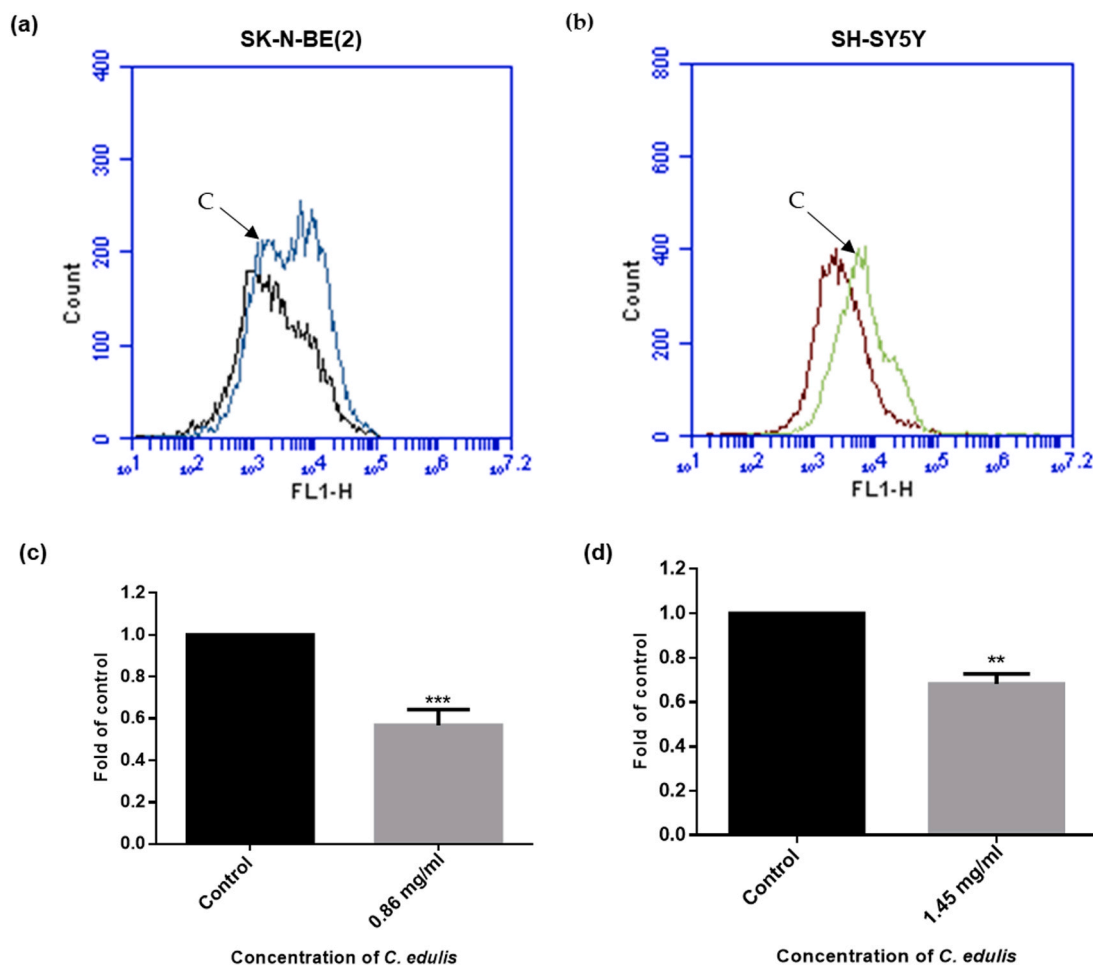 (a)
SK-N-BE(2)
400
300
200
100
0
Count
C
10^1 10^2 10^3 10^4 10^5 10^6 10^7.2
FL1-H
(b)
SH-SY5Y
800
600
400
200
0
Count
C
10^1 10^2 10^3 10^4 10^5 10^6 10^7.2
FL1-H
(c)
1.2
1.0
0.8
0.6
0.4
0.2
0.0
Fold of control
***
Control
0.86 mg/ml
Concentration of C. edulis
(d)
1.2
1.0
0.8
0.6
0.4
0.2
0.0
Fold of control
**
Control
1.45 mg/ml
Concentration of C. edulis